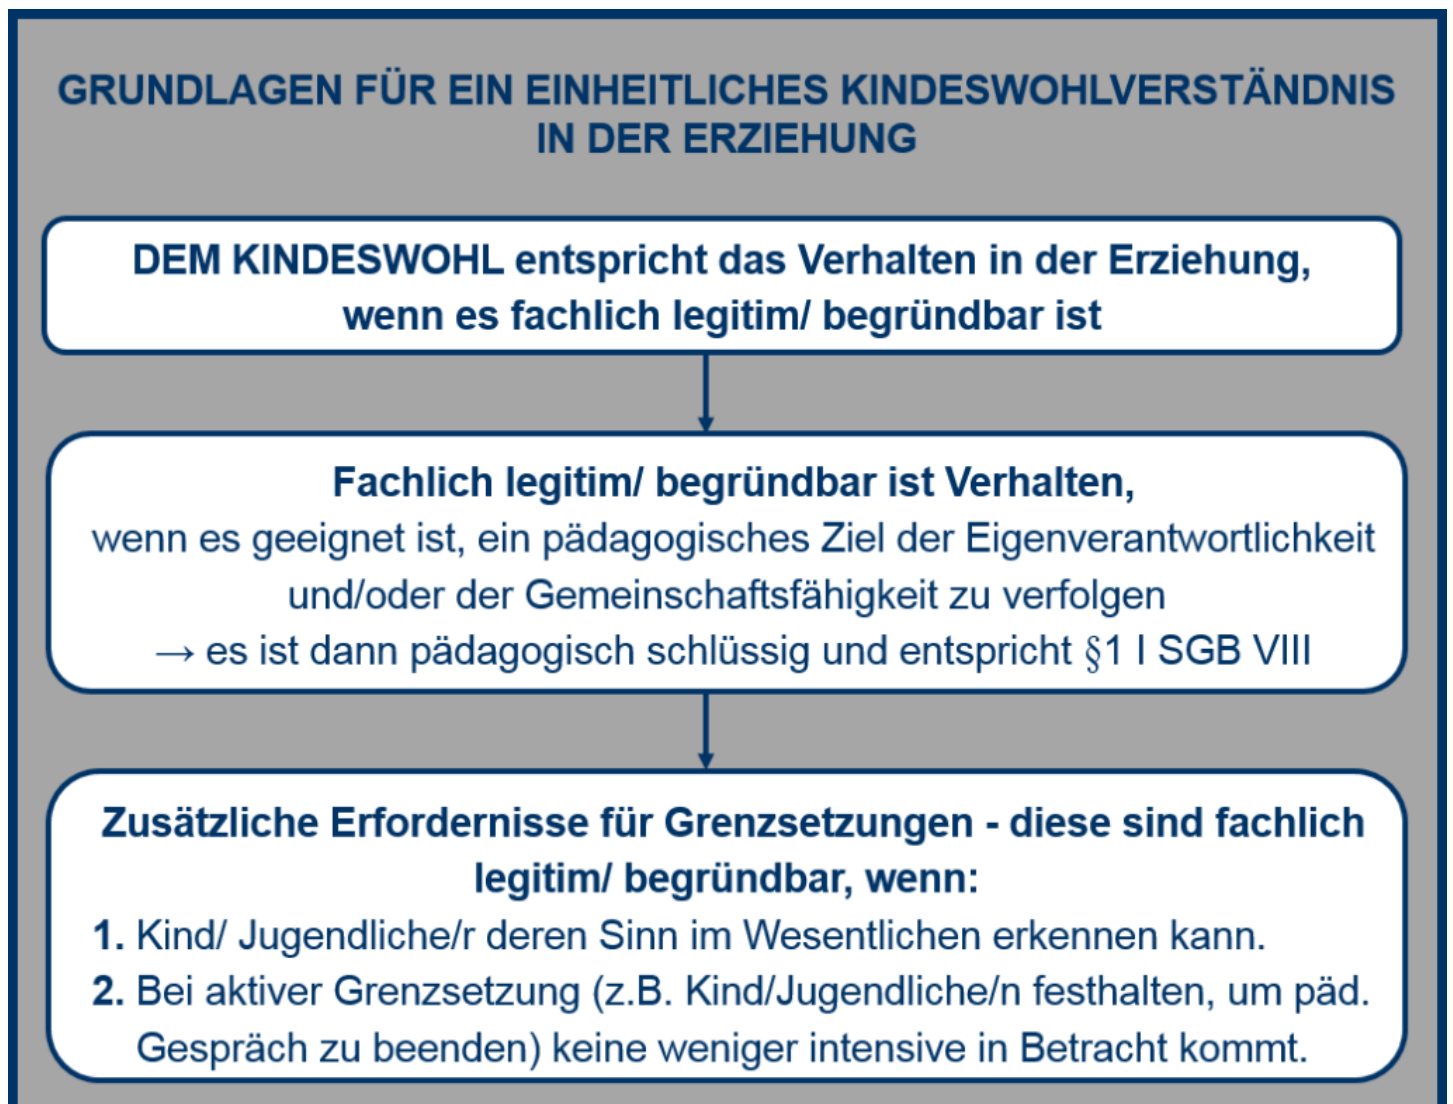 GRUNDLAGEN FÜR EIN EINHEITLICHES KINDESWOHLVERSTÄNDNIS
IN DER ERZIEHUNG
DEM KINDESWOHL entspricht das Verhalten in der Erziehung,
wenn es fachlich legitim/ begründbar ist
Fachlich legitim/ begründbar ist Verhalten,
wenn es geeignet ist, ein pädagogisches Ziel der Eigenverantwortlichkeit
und/oder der Gemeinschaftsfähigkeit zu verfolgen
→ es ist dann pädagogisch schlüssig und entspricht §1 I SGB VIII
Zusätzliche Erfordernisse für Grenzsetzungen - diese sind fachlich
legitim/ begründbar, wenn:
1. Kind/ Jugendliche/r deren Sinn im Wesentlichen erkennen kann.
2. Bei aktiver Grenzsetzung (z.B. Kind/Jugendliche/n festhalten, um päd.
Gespräch zu beenden) keine weniger intensive in Betracht kommt.